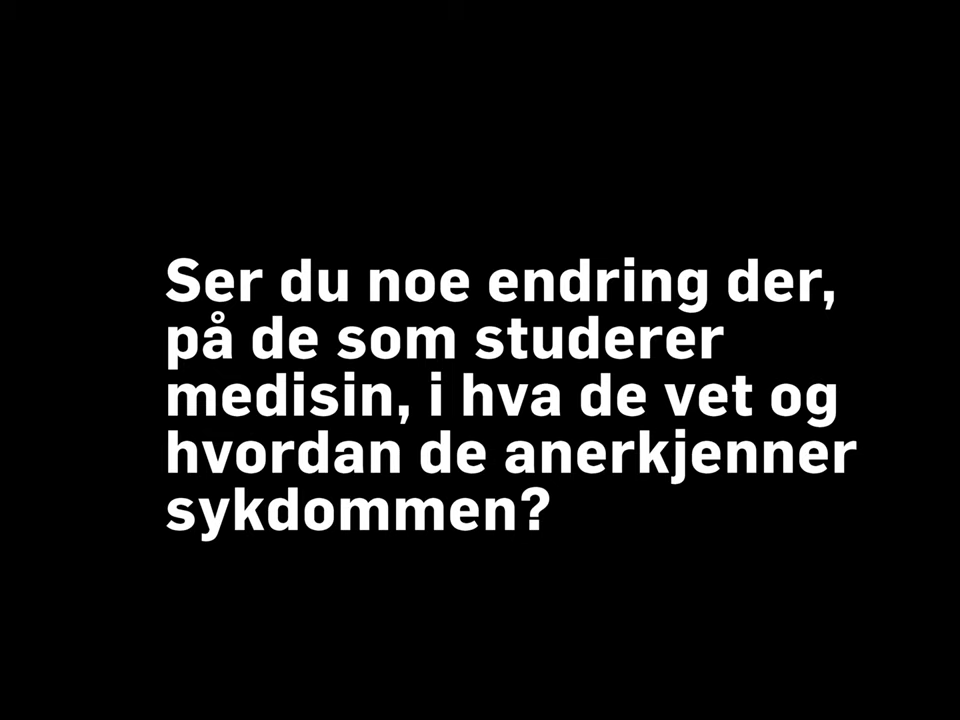 Ser du noe endring der,
på de som studerer
medisin, i hva de vet og
hvordan de anerkjenner
sykdommen?